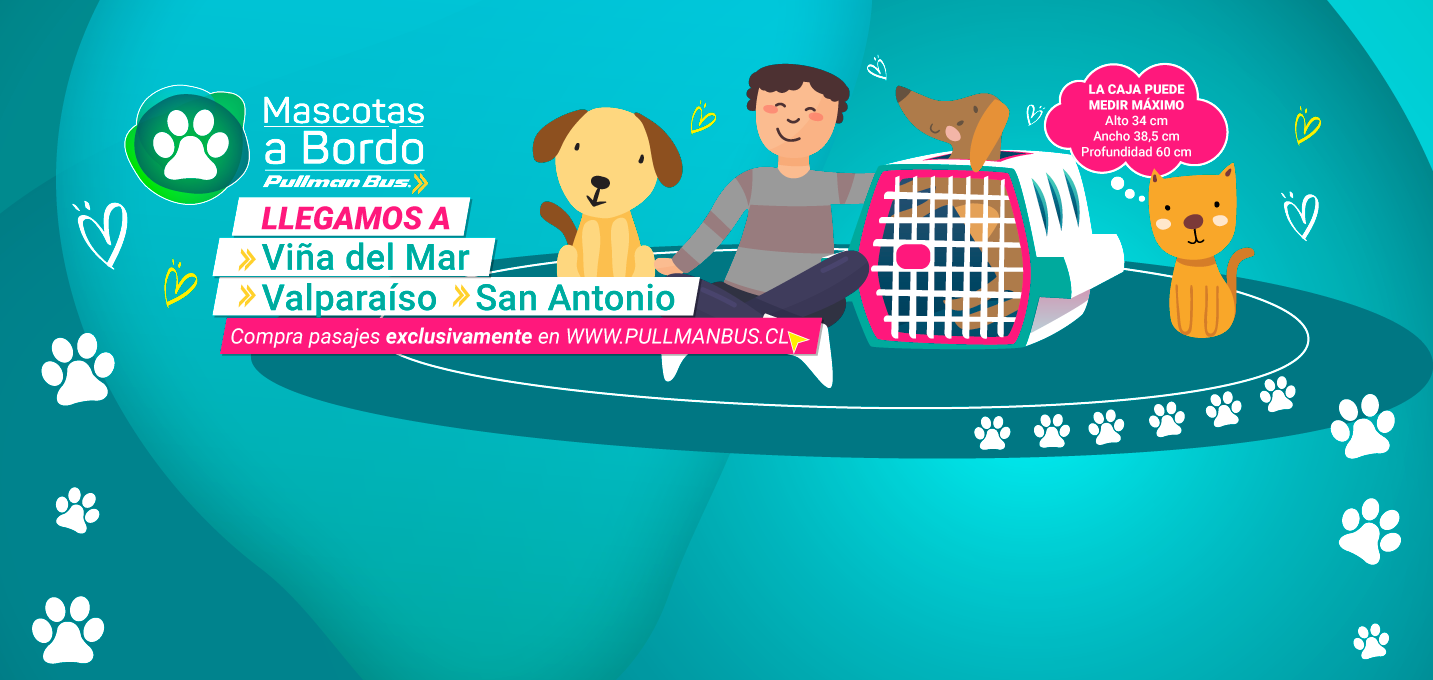 Mascotas
a Bordo
Pullman Bus.
LLEGAMOS A
Viña del Mar
Valparaíso San Antonio
Compra pasajes exclusivamente en WWW.PULLMANBUS.CL
LA CAJA PUEDE
MEDIR MÁXIMO
Alto 34 cm
Ancho 38,5 cm
Profundidad 60 cm